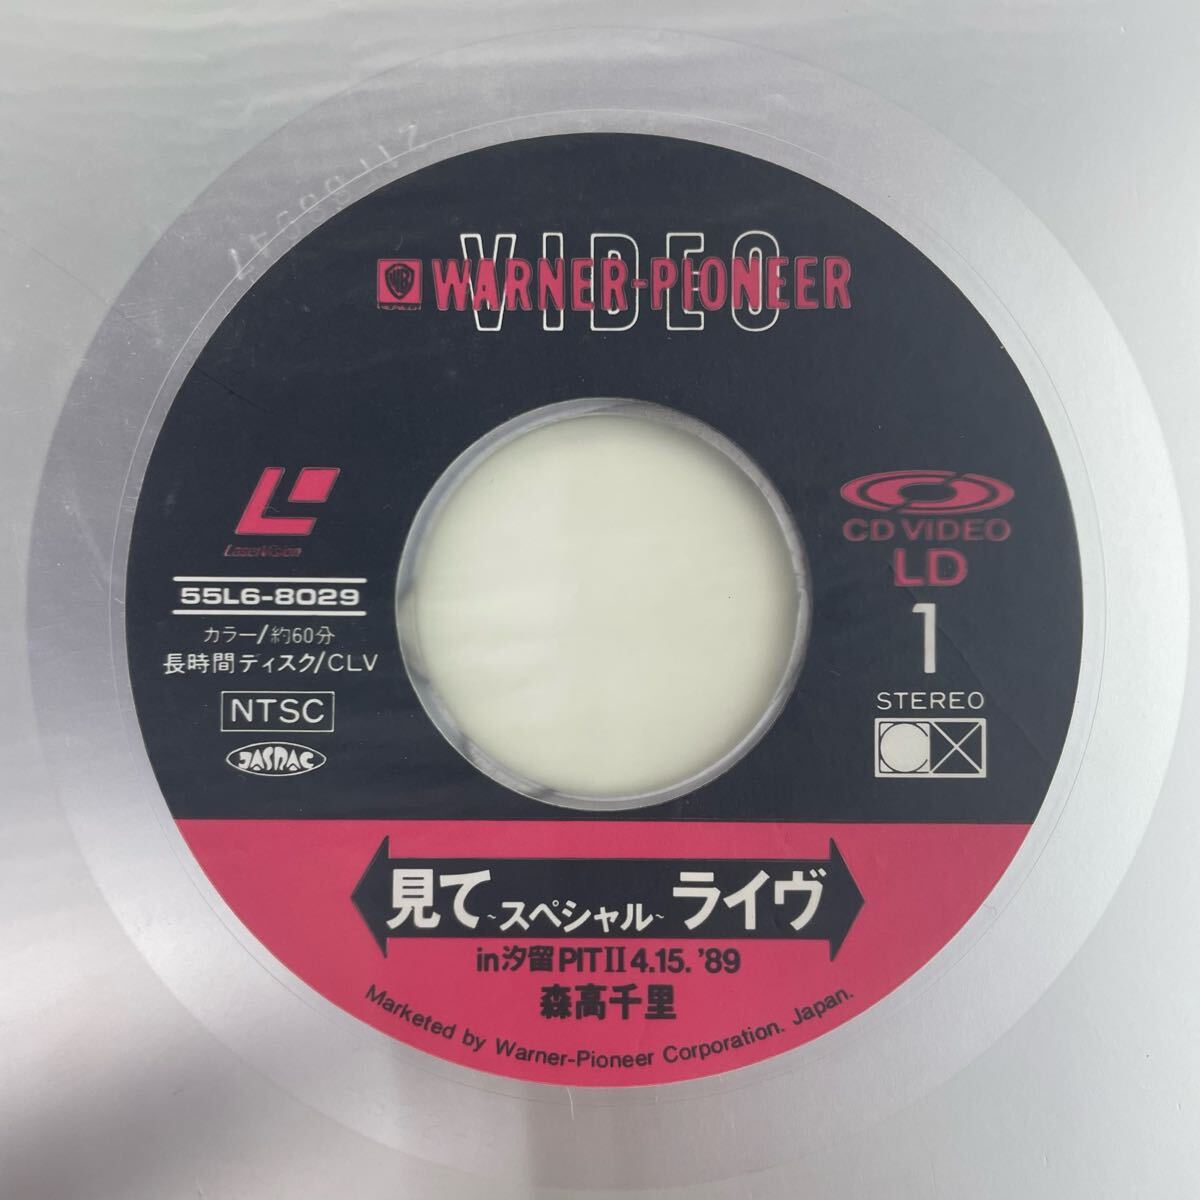 VIDEO
WARNER-PIONEER
LaserVision
55L6-8029
カラー/約60分
長時間ディスク/CLV
NTSC
JASRAC
CD VIDEO
LD
1
STEREO
見て~スペシャル~ライヴ
in汐留PITII 4.15.'89
森高千里
Marketed by Warner-Pioneer Corporation. Japan.